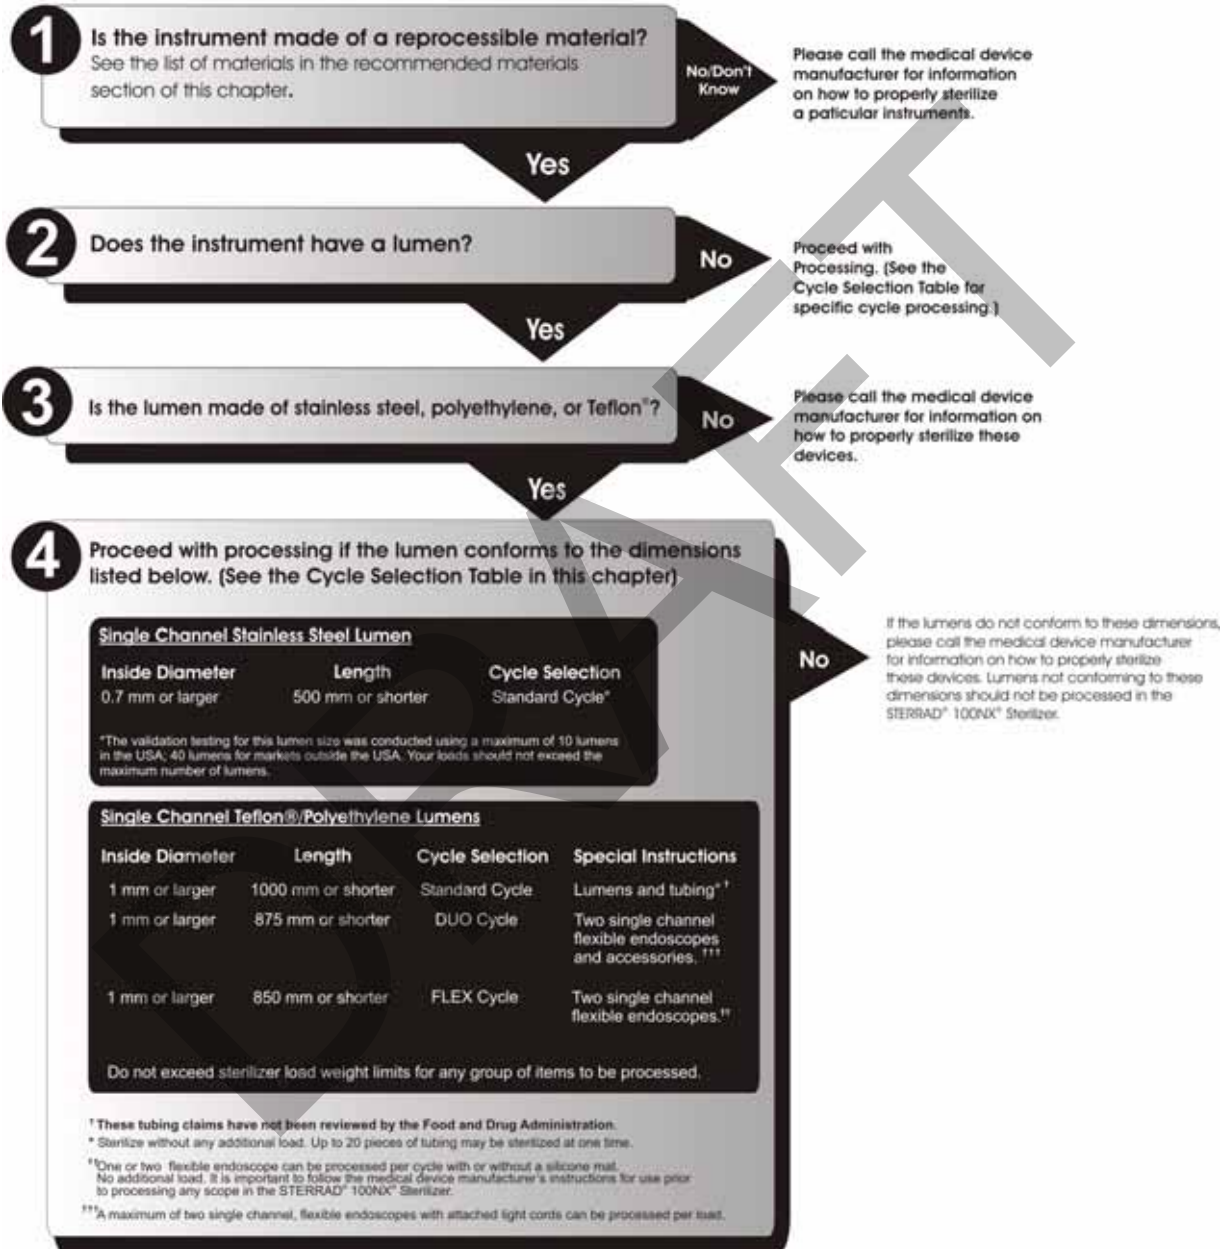 1
Is the instrument made of a reprocessible material?
See the list of materials in the recommended materials
section of this chapter.
No/Don't
Know
Please call the medical device
manufacturer for information
on how to properly sterilize
a paticular instruments.
Yes
2
Does the instrument have a lumen?
No
Proceed with
Processing. (See the
Cycle Selection Table for
specific cycle processing.)
Yes
3
Is the lumen made of stainless steel, polyethylene, or Teflon®?
No
Please call the medical device
manufacturer for information on
how to properly sterilize these
devices.
Yes
4
Proceed with processing if the lumen conforms to the dimensions
listed below. (See the Cycle Selection Table in this chapter)
No
If the lumens do not conform to these dimensions,
please call the medical device manufacturer
for information on how to properly sterilize
these devices. Lumens not conforming to these
dimensions should not be processed in the
STERRAD® 100NX® Sterilizer.
Single Channel Stainless Steel Lumen
Inside Diameter Length Cycle Selection
0.7 mm or larger 500 mm or shorter Standard Cycle*
*The validation testing for this lumen size was conducted using a maximum of 10 lumens
in the USA; 40 lumens for markets outside the USA. Your loads should not exceed the
maximum number of lumens.
Single Channel Teflon®/Polyethylene Lumens
Inside Diameter Length Cycle Selection Special Instructions
1 mm or larger 1000 mm or shorter Standard Cycle Lumens and tubing* †
1 mm or larger 875 mm or shorter DUO Cycle Two single channel
flexible endoscopes
and accessories. †††
1 mm or larger 850 mm or shorter FLEX Cycle Two single channel
flexible endoscopes.††
Do not exceed sterilizer load weight limits for any group of items to be processed.
† These tubing claims have not been reviewed by the Food and Drug Administration.
* Sterilize without any additional load. Up to 20 pieces of tubing may be sterilized at one time.
††One or two flexible endoscope can be processed per cycle with or without a silicone mat.
No additional load. It is important to follow the medical device manufacturer's instructions for use prior
to processing any scope in the STERRAD® 100NX® Sterilizer.
†††A maximum of two single channel, flexible endoscopes with attached light cords can be processed per load.
DRAFT